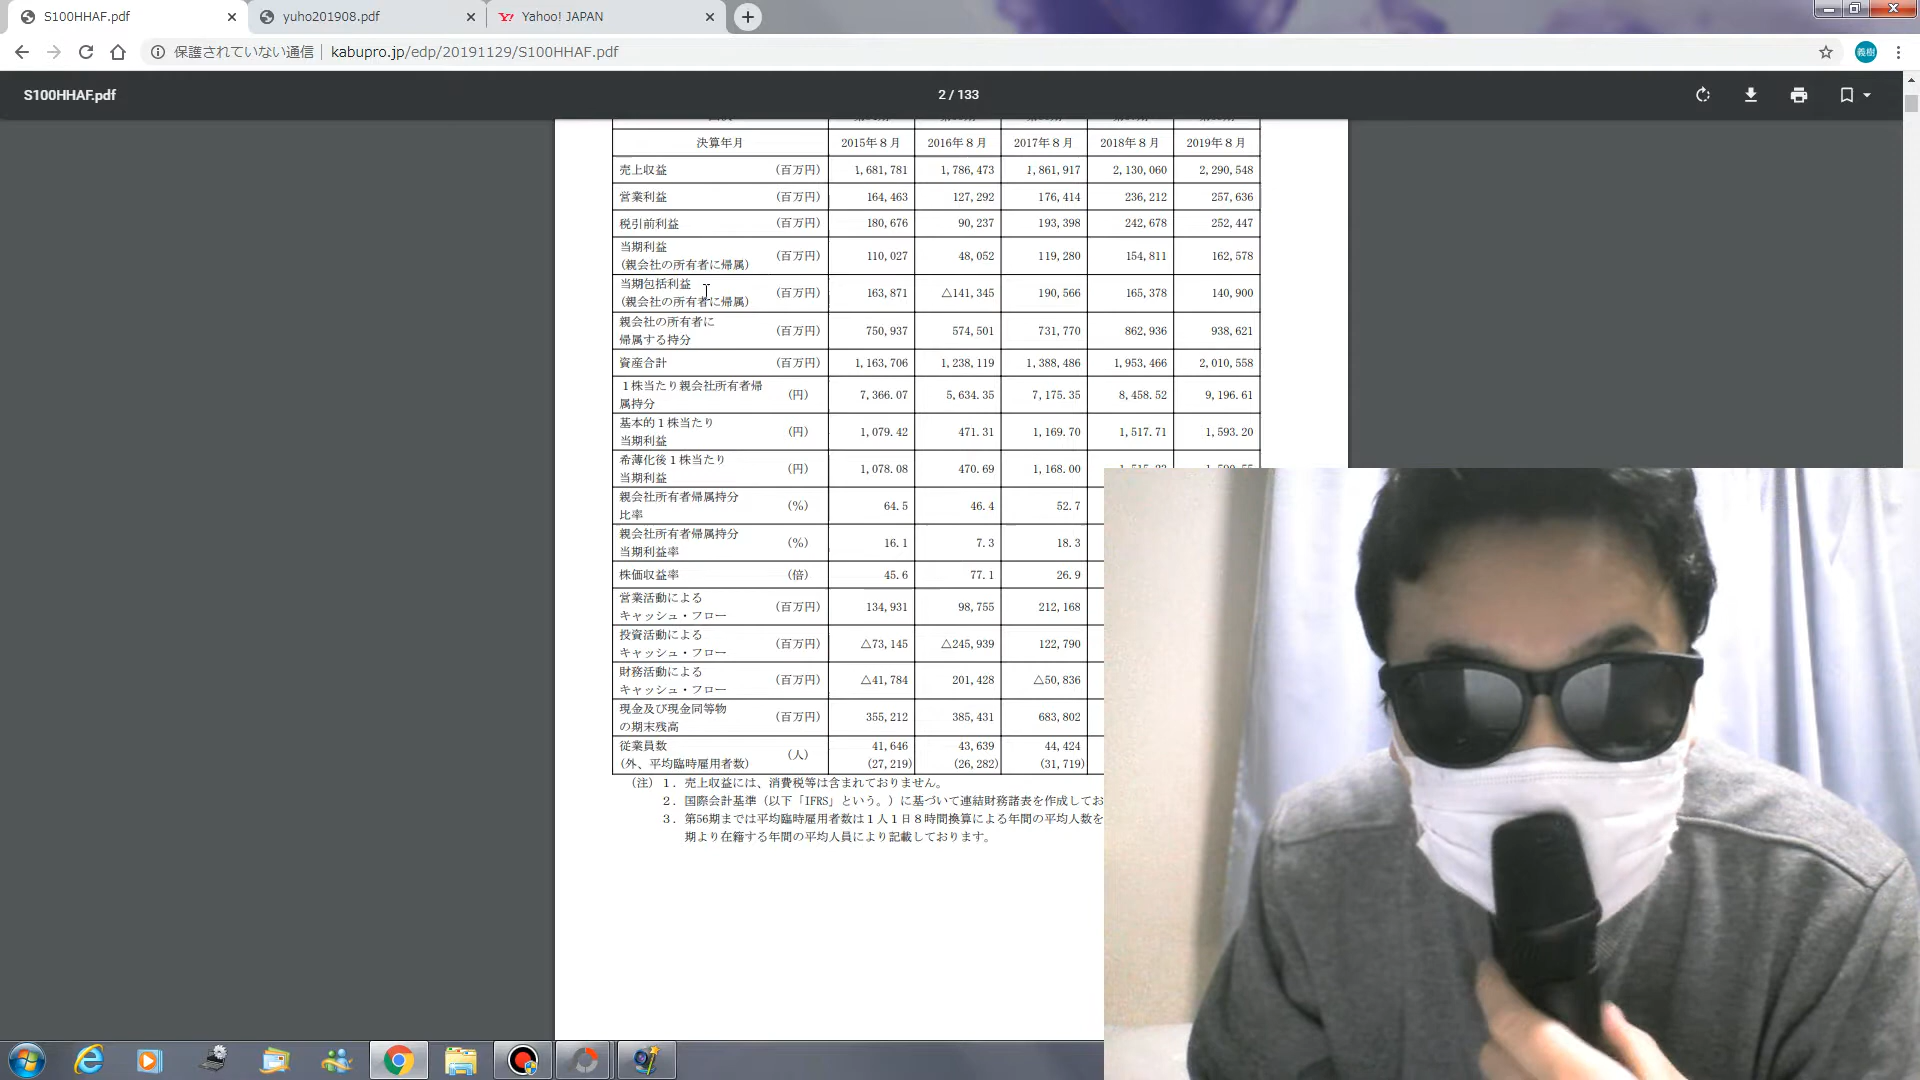 S100HHAF.pdf
yuho201908.pdf
Yahoo! JAPAN
保護されていない通信 | kabupro.jp/edp/20191129/S100HHAF.pdf
義樹
S100HHAF.pdf 2 / 133
決算年月 2015年８月 2016年８月 2017年８月 2018年８月 2019年８月
売上収益 （百万円） 1,681,781 1,786,473 1,861,917 2,130,060 2,290,548
営業利益 （百万円） 164,463 127,292 176,414 236,212 257,636
税引前利益 （百万円） 180,676 90,237 193,398 242,678 252,447
当期利益
（親会社の所有者に帰属） （百万円） 110,027 48,052 119,280 154,811 162,578
当期包括利益
（親会社の所有者に帰属） （百万円） 163,871 △141,345 190,566 165,378 140,900
親会社の所有者に
帰属する持分 （百万円） 750,937 574,501 731,770 862,936 938,621
資産合計 （百万円） 1,163,706 1,238,119 1,388,486 1,953,466 2,010,558
１株当たり親会社所有者帰
属持分 （円） 7,366.07 5,634.35 7,175.35 8,458.52 9,196.61
基本的１株当たり
当期利益 （円） 1,079.42 471.31 1,169.70 1,517.71 1,593.20
希薄化後１株当たり
当期利益 （円） 1,078.08 470.69 1,168.00
親会社所有者帰属持分
比率 （％） 64.5 46.4 52.7
親会社所有者帰属持分
当期利益率 （％） 16.1 7.3 18.3
株価収益率 （倍） 45.6 77.1 26.9
営業活動による
キャッシュ・フロー （百万円） 134,931 98,755 212,168
投資活動による
キャッシュ・フロー （百万円） △73,145 △245,939 122,790
財務活動による
キャッシュ・フロー （百万円） △41,784 201,428 △50,836
現金及び現金同等物
の期末残高 （百万円） 355,212 385,431 683,802
従業員数 （人） 41,646 43,639 44,424
（外、平均臨時雇用者数） (27,219) (26,282) (31,719)
（注）１．売上収益には、消費税等は含まれておりません。
２．国際会計基準（以下「IFRS」という。）に基づいて連結財務諸表を作成してお
３．第56期までは平均臨時雇用者数は１人１日８時間換算による年間の平均人数を
期より在籍する年間の平均人員により記載しております。